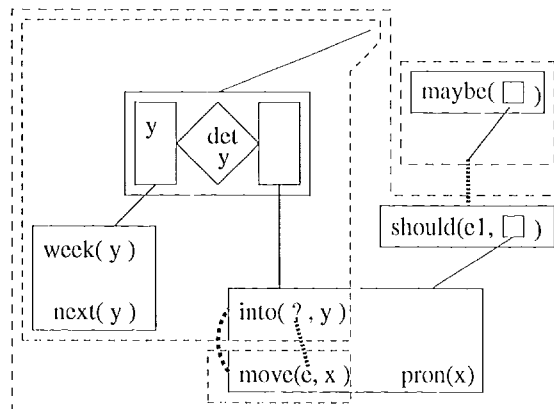 maybe( )
y det y
should(e1, )
week( y )
next( y )
into( ? , y )
move(e, x ) pron(x)